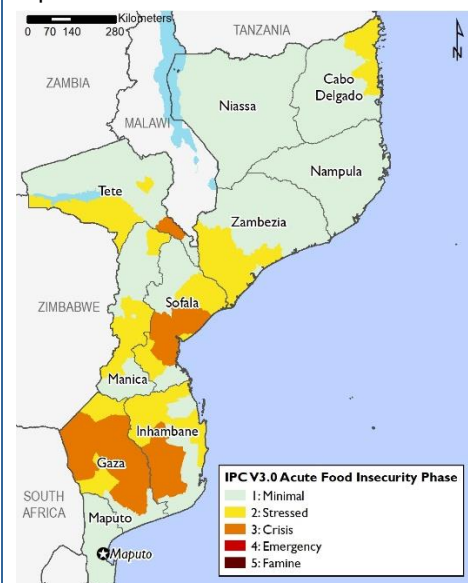 Kilometers
0 70 140 280
TANZANIA
ZAMBIA
MALAWI
Niassa
Cabo
Delgado
Nampula
Tete
Zambezia
ZIMBABWE
Sofala
Manica
Inhambane
Gaza
SOUTH
AFRICA
Maputo
Maputo
IPC V3.0 Acute Food Insecurity Phase
1: Minimal
2: Stressed
3: Crisis
4: Emergency
5: Famine